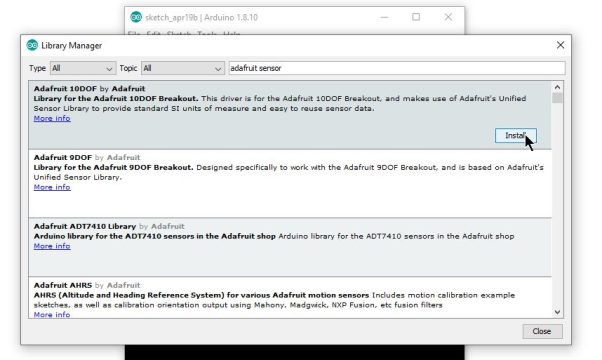 sketch_apr19b | Arduino 1.8.10
File Edit Sketch Tools Help
Library Manager
Type All Topic All adafruit sensor
Adafruit 10DOF by Adafruit
Library for the Adafruit 10DOF Breakout. This driver is for the Adafruit 10DOF Breakout, and makes use of Adafruit's Unified
Sensor Library to provide standard SI units of measure and easy to reuse sensor data.
More info
Install
Adafruit 9DOF by Adafruit
Library for the Adafruit 9DOF Breakout. Designed specifically to work with the Adafruit 9DOF Breakout, and is based on Adafruit's
Unified Sensor Library.
More info
Adafruit ADT7410 Library by Adafruit
Arduino library for the ADT7410 sensors in the Adafruit shop Arduino library for the ADT7410 sensors in the Adafruit shop
More info
Adafruit AHRS by Adafruit
AHRS (Altitude and Heading Reference System) for various Adafruit motion sensors Includes motion calibration example
sketches, as well as calibration orientation output using Mahony, Madgwick, NXP Fusion, etc fusion filters
More info
Close